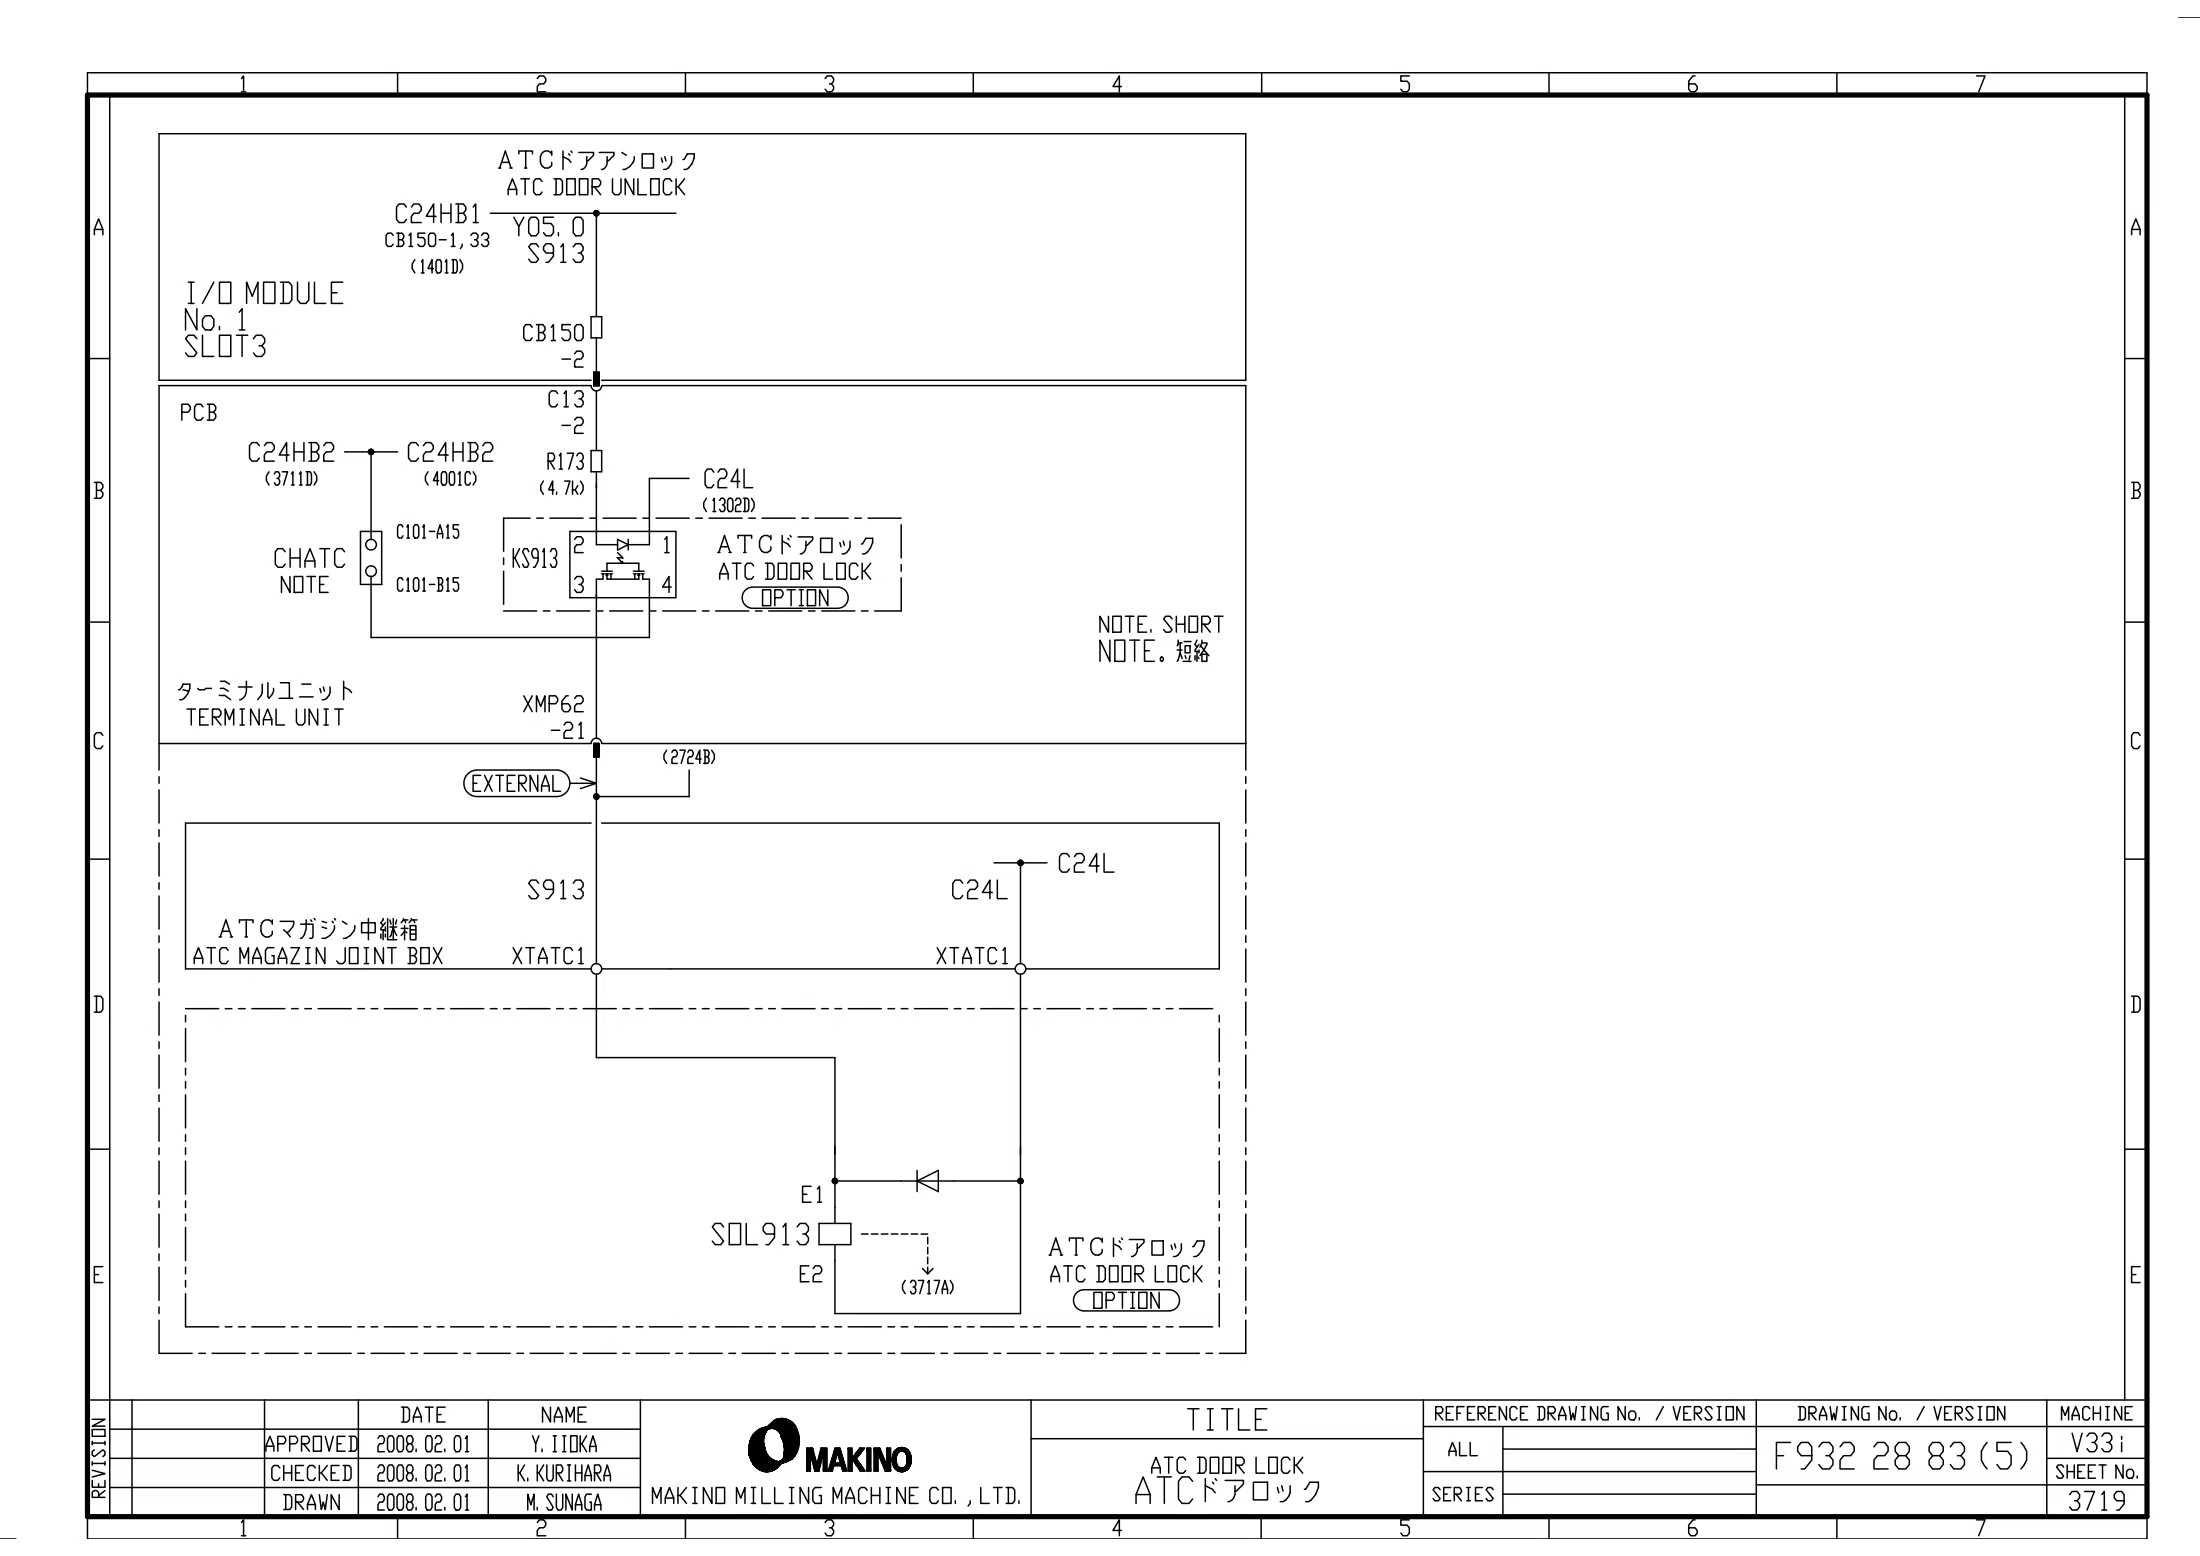 1 2 3 4 5 6 7
A
B
C
D
E
A
B
C
D
E
ATCドアアンロック
ATC DOOR UNLOCK
C24HB1
CB150-1,33
(1401D)
Y05.0
S913
I/O MODULE
No. 1
SLOT3
CB150
-2
PCB
C13
-2
C24HB2
(3711D)
C24HB2
(4001C)
R173
(4.7k)
C24L
(1302D)
C101-A15
CHATC
NOTE
C101-B15
KS913
2 1
3 4
ATCドアロック
ATC DOOR LOCK
OPTION
NOTE. SHORT
NOTE。短絡
ターミナルユニット
TERMINAL UNIT
XMP62
-21
(2724B)
EXTERNAL
C24L
S913
C24L
ATCマガジン中継箱
ATC MAGAZIN JOINT BOX
XTATC1
XTATC1
E1
SOL913
E2
(3717A)
ATCドアロック
ATC DOOR LOCK
OPTION
REVISION
DATE NAME
APPROVED 2008.02.01 Y. IIOKA
CHECKED 2008.02.01 K. KURIHARA
DRAWN 2008.02.01 M. SUNAGA
MAKINO
MAKINO MILLING MACHINE CO.,LTD.
TITLE
ATC DOOR LOCK
ATCドアロック
REFERENCE DRAWING No. / VERSION
ALL
SERIES
DRAWING No. / VERSION
F932 28 83(5)
MACHINE
V33i
SHEET No.
3719
1 2 3 4 5 6 7